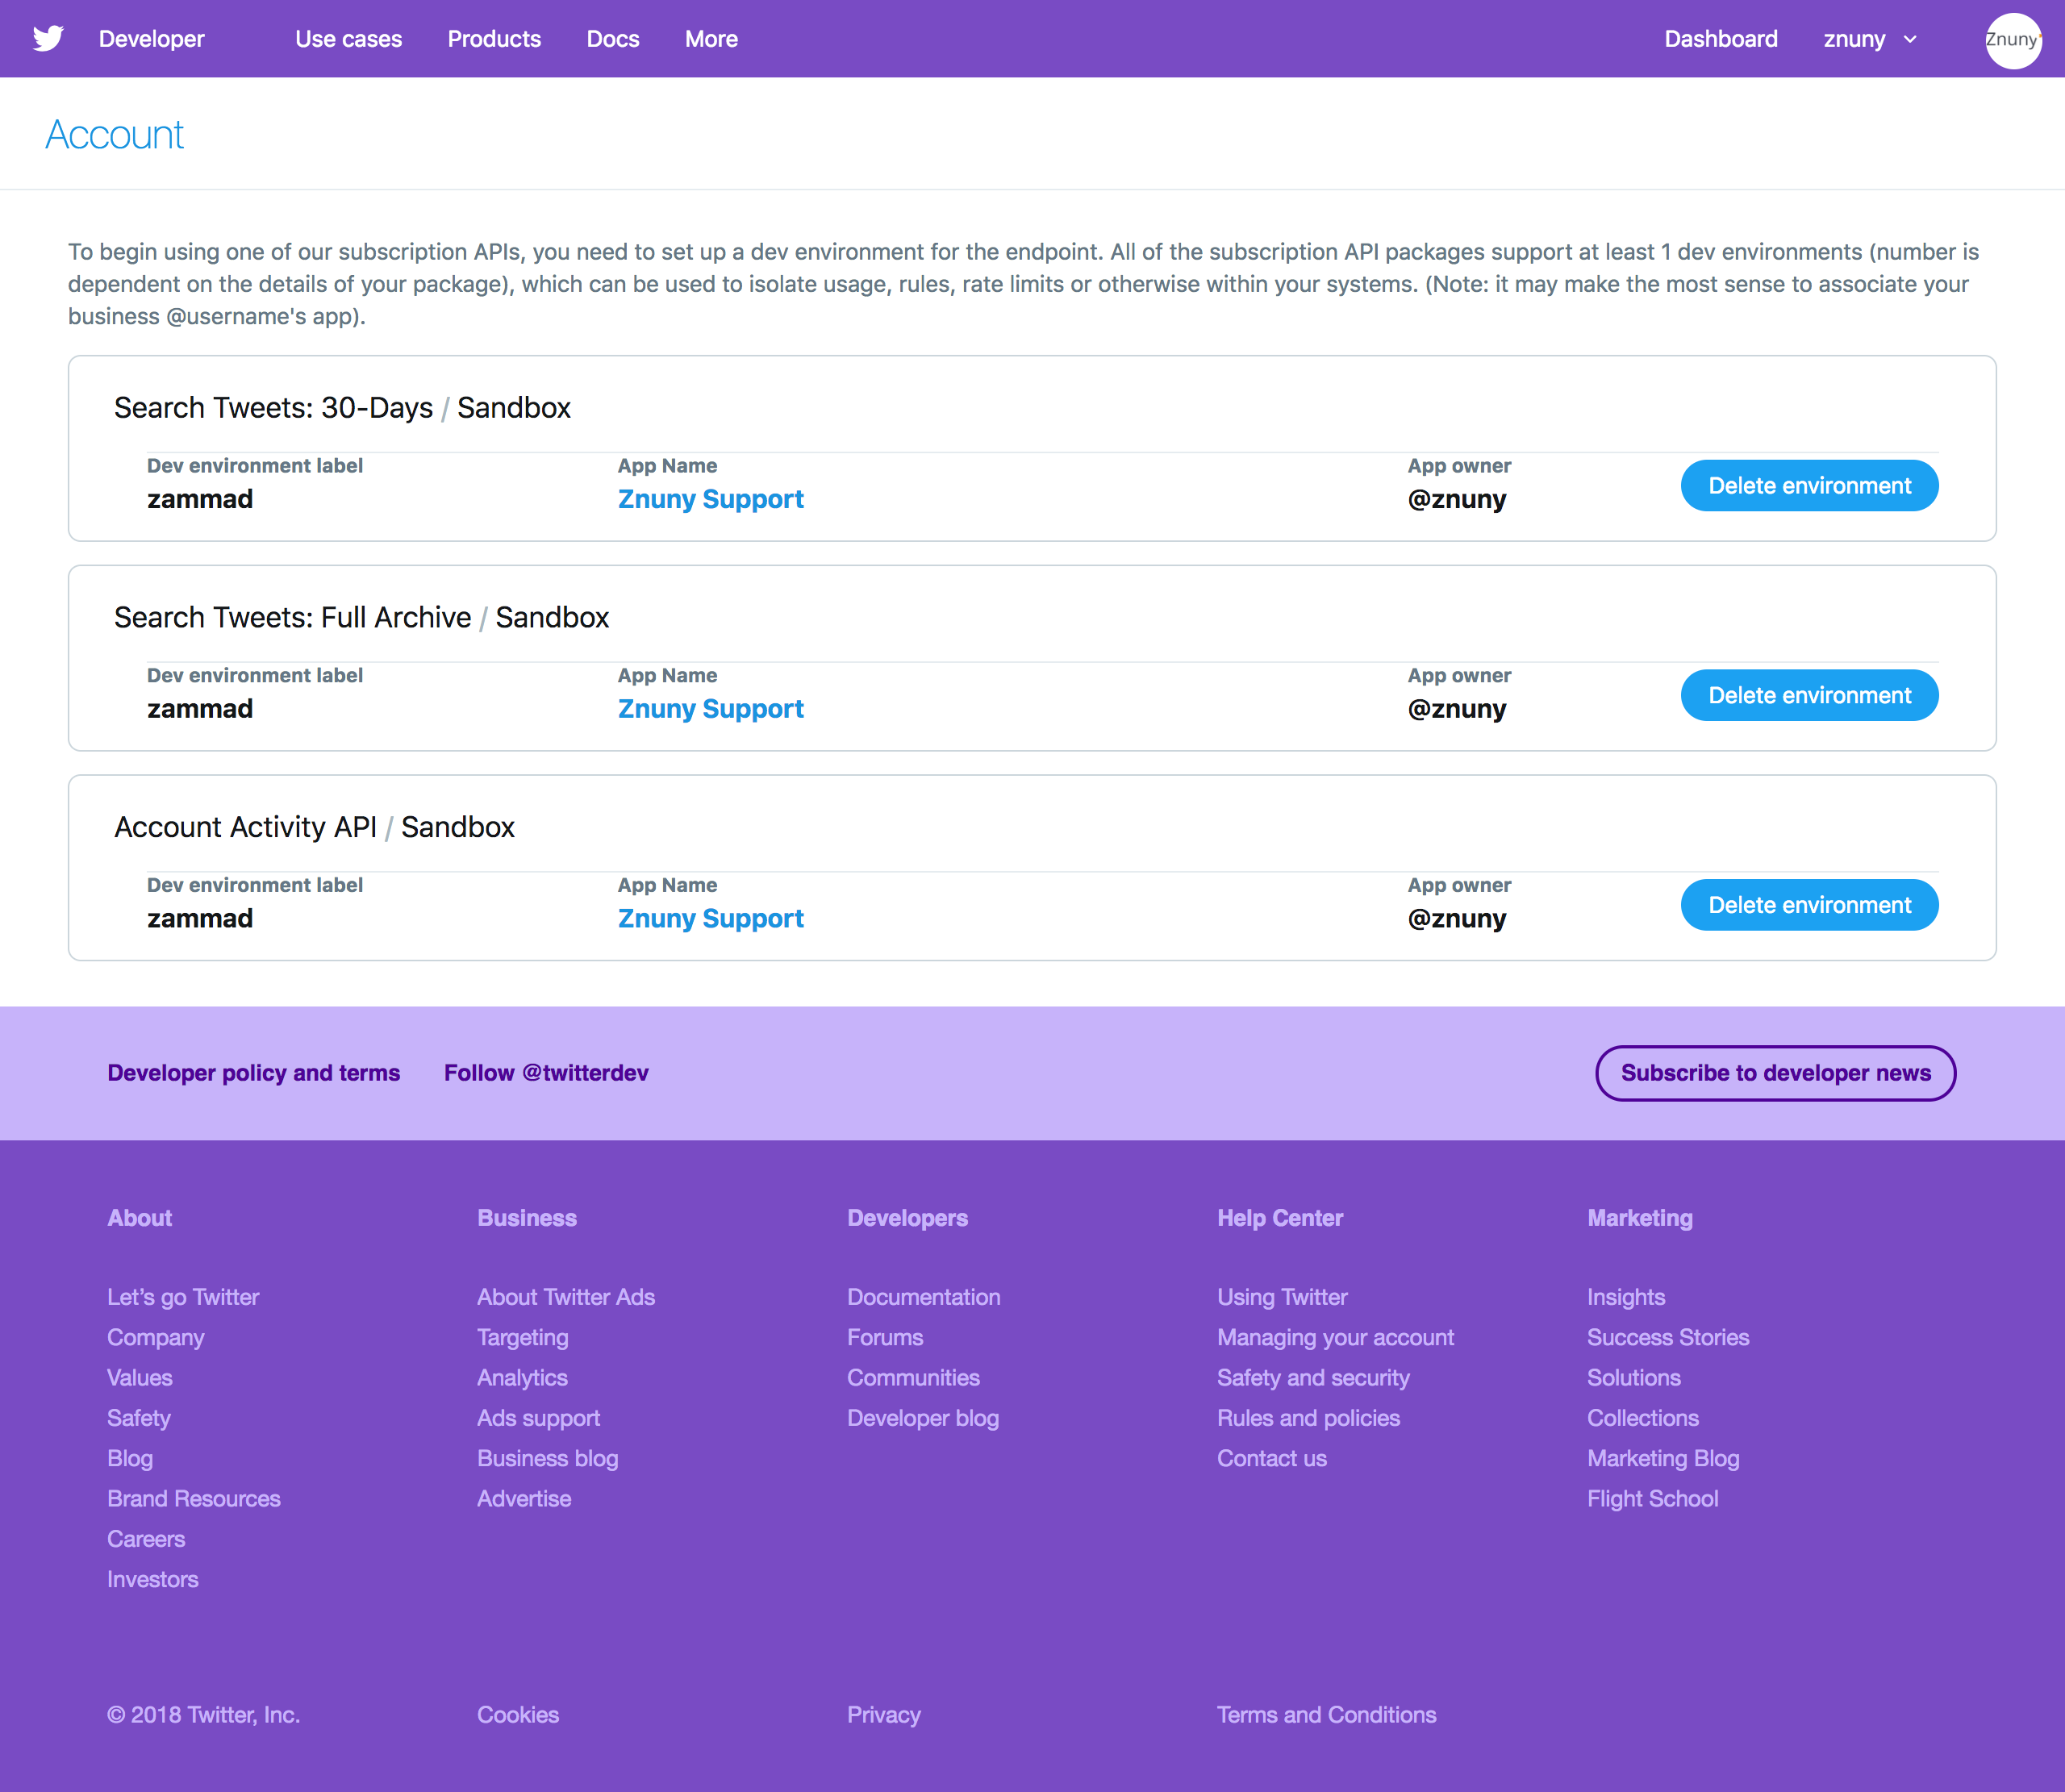 Developer Use cases Products Docs More Dashboard znuny Znuny
Account
To begin using one of our subscription APIs, you need to set up a dev environment for the endpoint. All of the subscription API packages support at least 1 dev environments (number is
dependent on the details of your package), which can be used to isolate usage, rules, rate limits or otherwise within your systems. (Note: it may make the most sense to associate your
business @username's app).
Search Tweets: 30-Days / Sandbox
Dev environment label App Name App owner
zammad Znuny Support @znuny Delete environment
Search Tweets: Full Archive / Sandbox
Dev environment label App Name App owner
zammad Znuny Support @znuny Delete environment
Account Activity API / Sandbox
Dev environment label App Name App owner
zammad Znuny Support @znuny Delete environment
Developer policy and terms Follow @twitterdev Subscribe to developer news
About Business Developers Help Center Marketing
Let’s go Twitter About Twitter Ads Documentation Using Twitter Insights
Company Targeting Forums Managing your account Success Stories
Values Analytics Communities Safety and security Solutions
Safety Ads support Developer blog Rules and policies Collections
Blog Business blog Contact us Marketing Blog
Brand Resources Advertise Flight School
Careers
Investors
© 2018 Twitter, Inc. Cookies Privacy Terms and Conditions